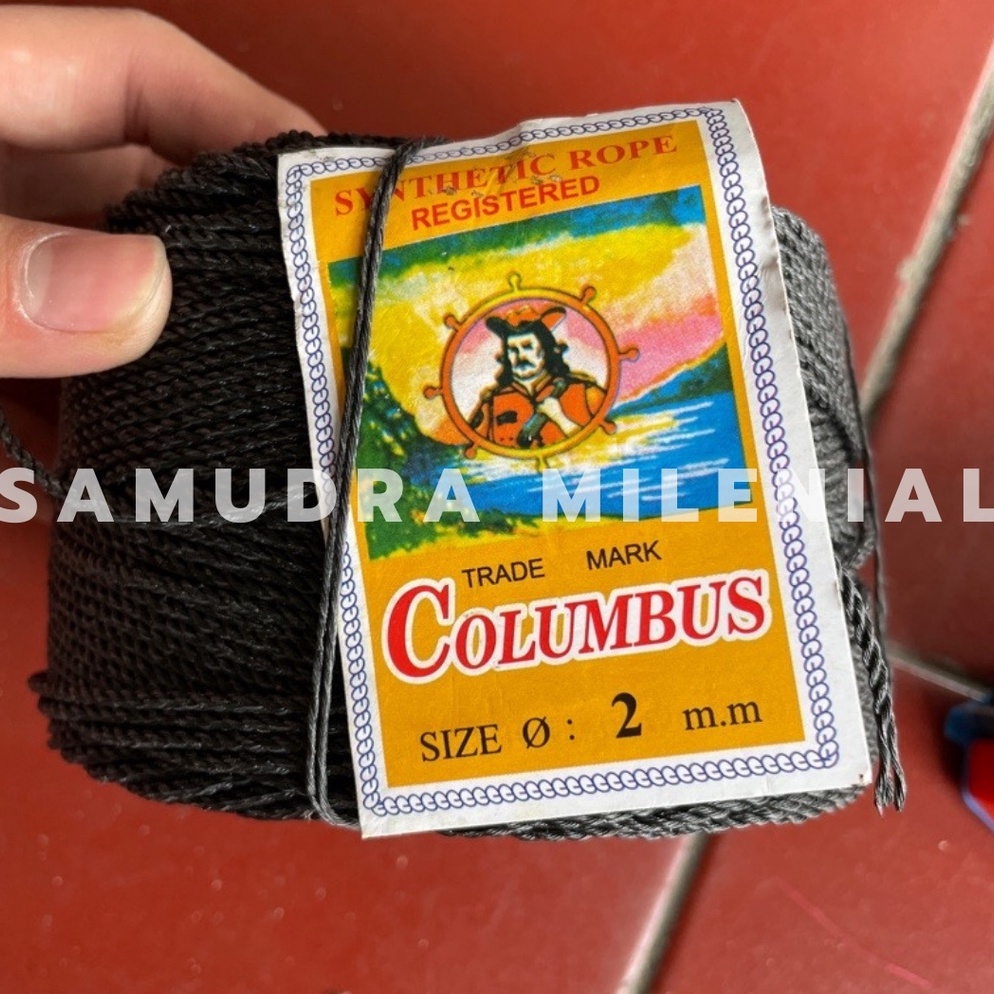 SYNTHETIC ROPE
REGISTERED
SAMUDRA MILENIAL
TRADE MARK
COLUMBUS
SIZE Ø : 2 m.m